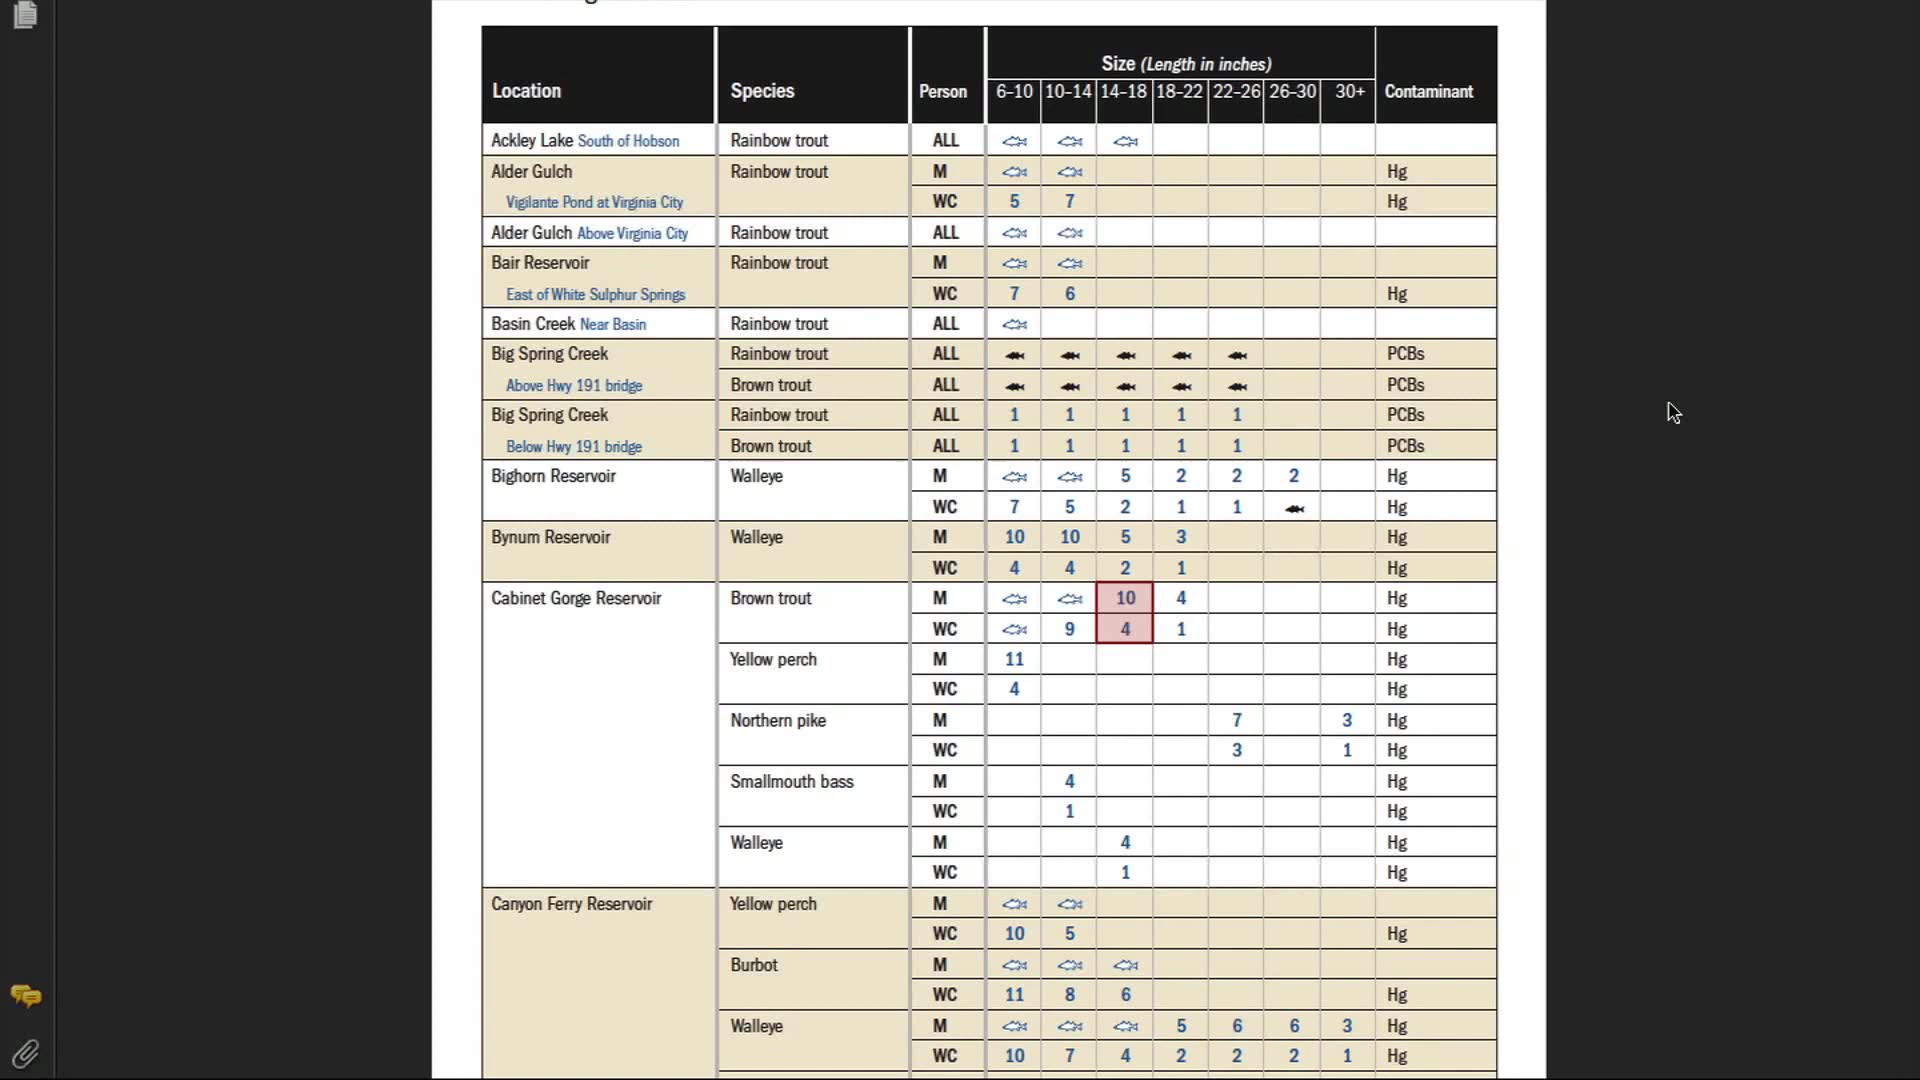 Size (Length in inches)
Location Species Person 6–10 10–14 14–18 18–22 22–26 26–30 30+ Contaminant
Ackley Lake South of Hobson Rainbow trout ALL
Alder Gulch Rainbow trout M Hg
Vigilante Pond at Virginia City WC 5 7 Hg
Alder Gulch Above Virginia City Rainbow trout ALL
Bair Reservoir Rainbow trout M
East of White Sulphur Springs WC 7 6 Hg
Basin Creek Near Basin Rainbow trout ALL
Big Spring Creek Rainbow trout ALL PCBs
Above Hwy 191 bridge Brown trout ALL PCBs
Big Spring Creek Rainbow trout ALL 1 1 1 1 1 PCBs
Below Hwy 191 bridge Brown trout ALL 1 1 1 1 1 PCBs
Bighorn Reservoir Walleye M 5 2 2 2 Hg
WC 7 5 2 1 1 Hg
Bynum Reservoir Walleye M 10 10 5 3 Hg
WC 4 4 2 1 Hg
Cabinet Gorge Reservoir Brown trout M 10 4 Hg
WC 9 4 1 Hg
Yellow perch M 11 Hg
WC 4 Hg
Northern pike M 7 3 Hg
WC 3 1 Hg
Smallmouth bass M 4 Hg
WC 1 Hg
Walleye M 4 Hg
WC 1 Hg
Canyon Ferry Reservoir Yellow perch M
WC 10 5 Hg
Burbot M
WC 11 8 6 Hg
Walleye M 5 6 6 3 Hg
WC 10 7 4 2 2 2 1 Hg